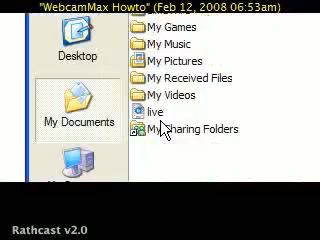 "WebcamMax Howto" (Feb 12, 2008 06:53am)
My Games
Desktop
My Music
My Pictures
My Received Files
My Videos
My Documents
live
My Sharing Folders
Rathcast v2.0